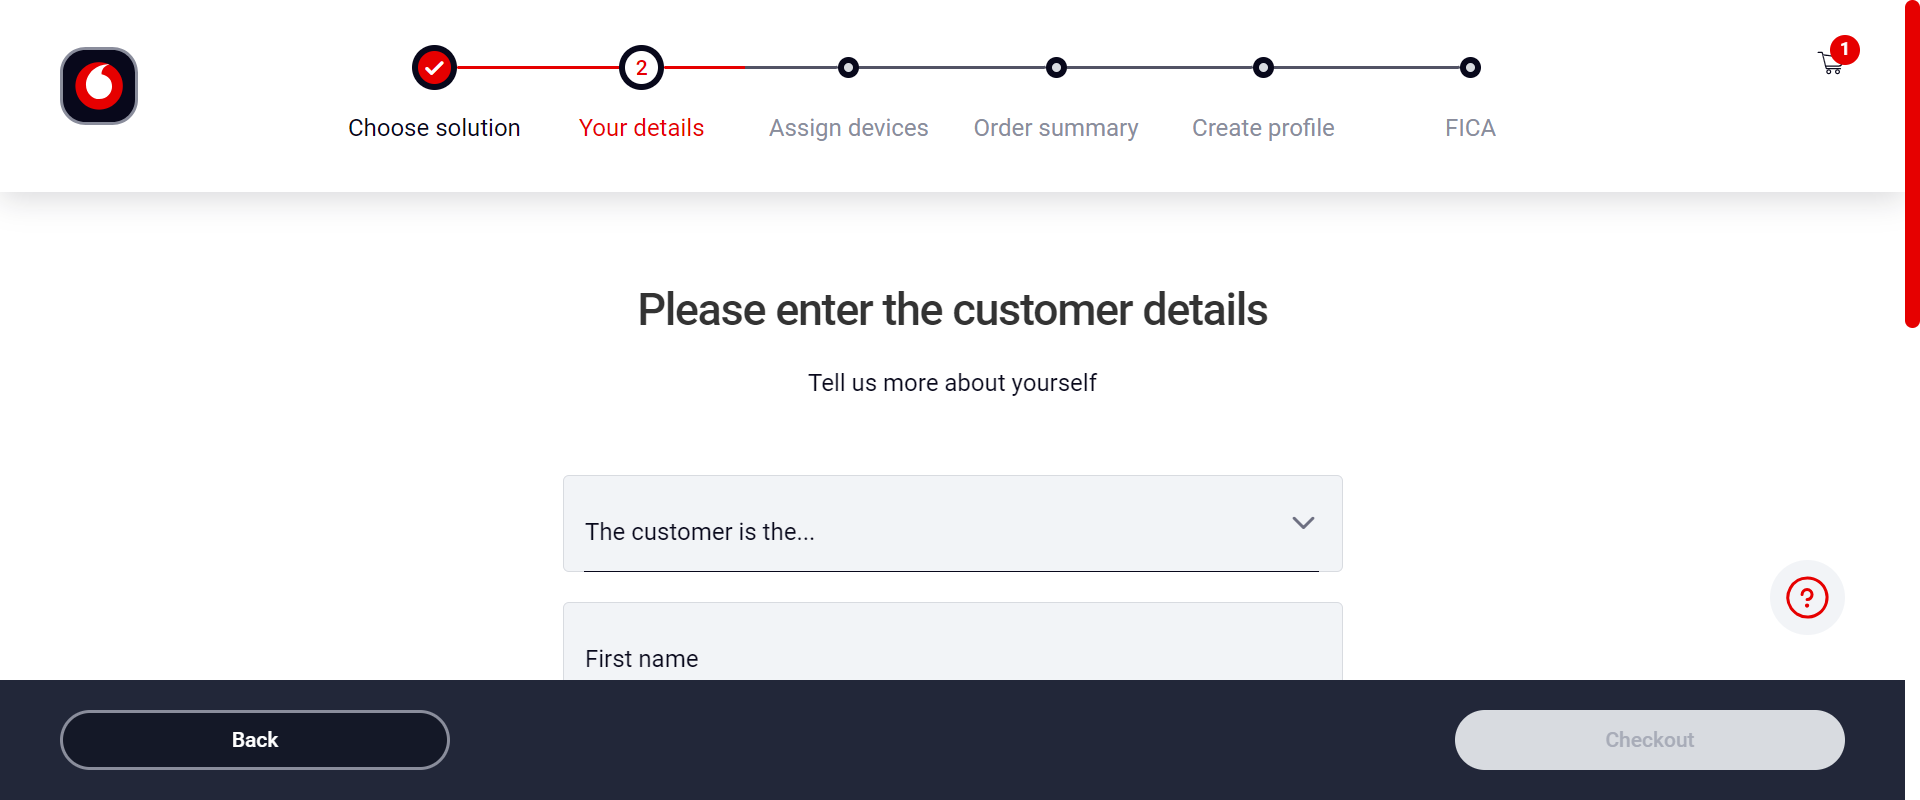 1
2
Choose solution
Your details
Assign devices
Order summary
Create profile
FICA
Please enter the customer details
Tell us more about yourself
The customer is the...
First name
?
Back
Checkout